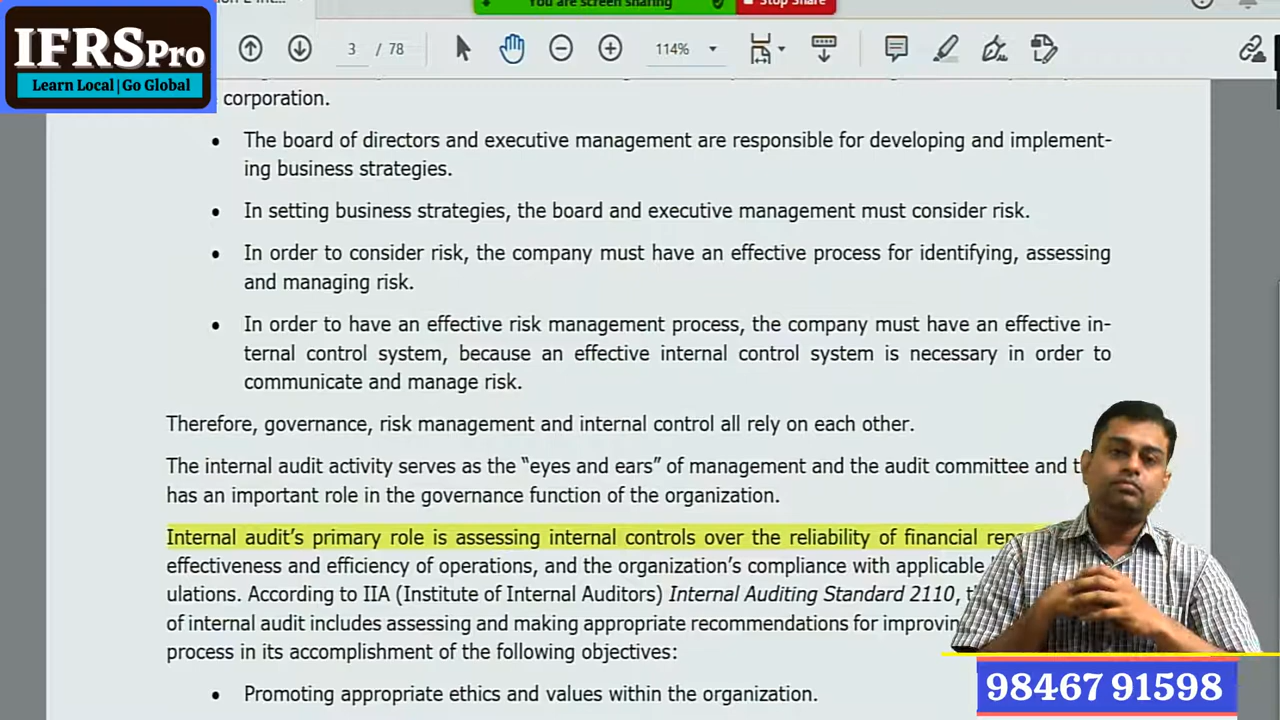 You are screen sharing
Stop Share
IFRSPro
Learn Local|Go Global
3 / 78
114%
corporation.
• The board of directors and executive management are responsible for developing and implement-
ing business strategies.
• In setting business strategies, the board and executive management must consider risk.
• In order to consider risk, the company must have an effective process for identifying, assessing
and managing risk.
• In order to have an effective risk management process, the company must have an effective in-
ternal control system, because an effective internal control system is necessary in order to
communicate and manage risk.
Therefore, governance, risk management and internal control all rely on each other.
The internal audit activity serves as the “eyes and ears” of management and the audit committee and
has an important role in the governance function of the organization.
Internal audit’s primary role is assessing internal controls over the reliability of financial
effectiveness and efficiency of operations, and the organization’s compliance with applicable
ulations. According to IIA (Institute of Internal Auditors) Internal Auditing Standard 2110,
of internal audit includes assessing and making appropriate recommendations for improving
process in its accomplishment of the following objectives:
• Promoting appropriate ethics and values within the organization.
98467 91598